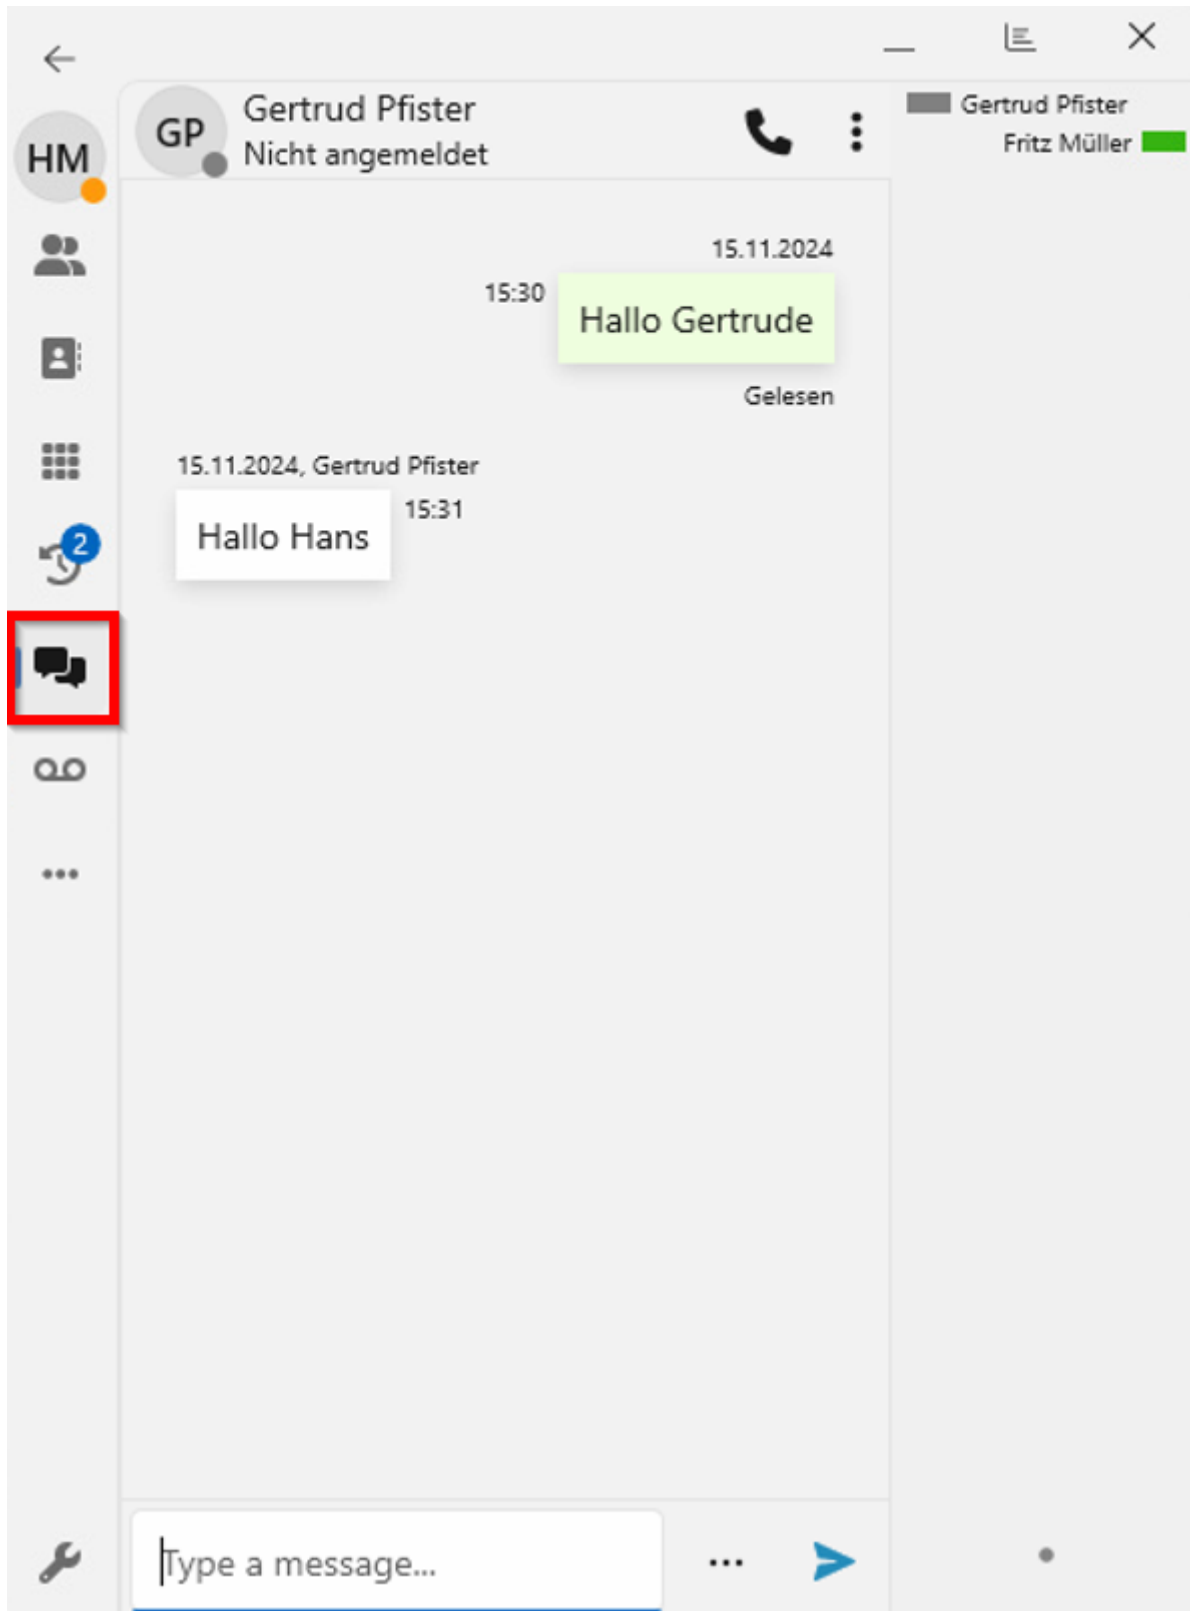 HM
GP
Gertrud Pfister
Nicht angemeldet
Gertrud Pfister
Fritz Müller
15.11.2024
15:30
Hallo Gertrude
Gelesen
15.11.2024, Gertrud Pfister
15:31
Hallo Hans
2
Type a message...